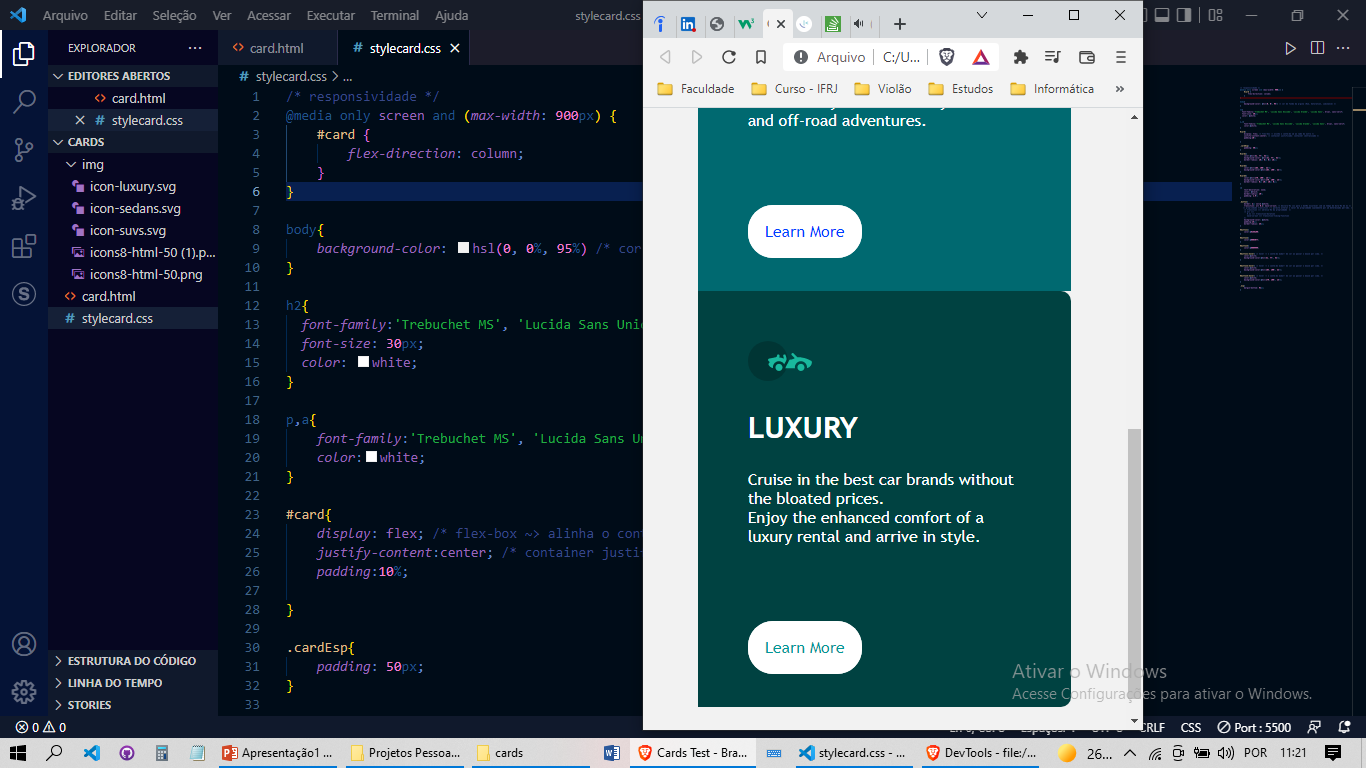 Arquivo Editar Seleção Ver Acessar Executar Terminal Ajuda stylecard.css
EXPLORADOR
EDITORES ABERTOS
card.html
stylecard.css
CARDS
img
icon-luxury.svg
icon-sedans.svg
icon-suvs.svg
icons8-html-50 (1).p...
icons8-html-50.png
card.html
stylecard.css
ESTRUTURA DO CÓDIGO
LINHA DO TEMPO
STORIES
card.html stylecard.css
# stylecard.css > ...
1 /* responsividade */
2 @media only screen and (max-width: 900px) {
3 #card {
4 flex-direction: column;
5 }
6 }
7
8 body{
9 background-color: hsl(0, 0%, 95%) /* cor
10 }
11
12 h2{
13 font-family:'Trebuchet MS', 'Lucida Sans Unic
14 font-size: 30px;
15 color: white;
16 }
17
18 p,a{
19 font-family:'Trebuchet MS', 'Lucida Sans Un
20 color: white;
21 }
22
23 #card{
24 display: flex; /* flex-box ~> alinha o con
25 justify-content:center; /* container justi
26 padding:10%;
27
28 }
29
30 .cardEsp{
31 padding: 50px;
32 }
33
Arquivo C:/U...
Faculdade Curso - IFRJ Violão Estudos Informática »
and off-road adventures.
Learn More
LUXURY
Cruise in the best car brands without
the bloated prices.
Enjoy the enhanced comfort of a
luxury rental and arrive in style.
Learn More
Ativar o Windows
Acesse Configurações para ativar o Windows.
0 0 CRLF CSS Port : 5500
Apresentação1 ... Projetos Pessoa... cards Cards Test - Bra... stylecard.css - ... DevTools - file:/... 26... POR 11:21